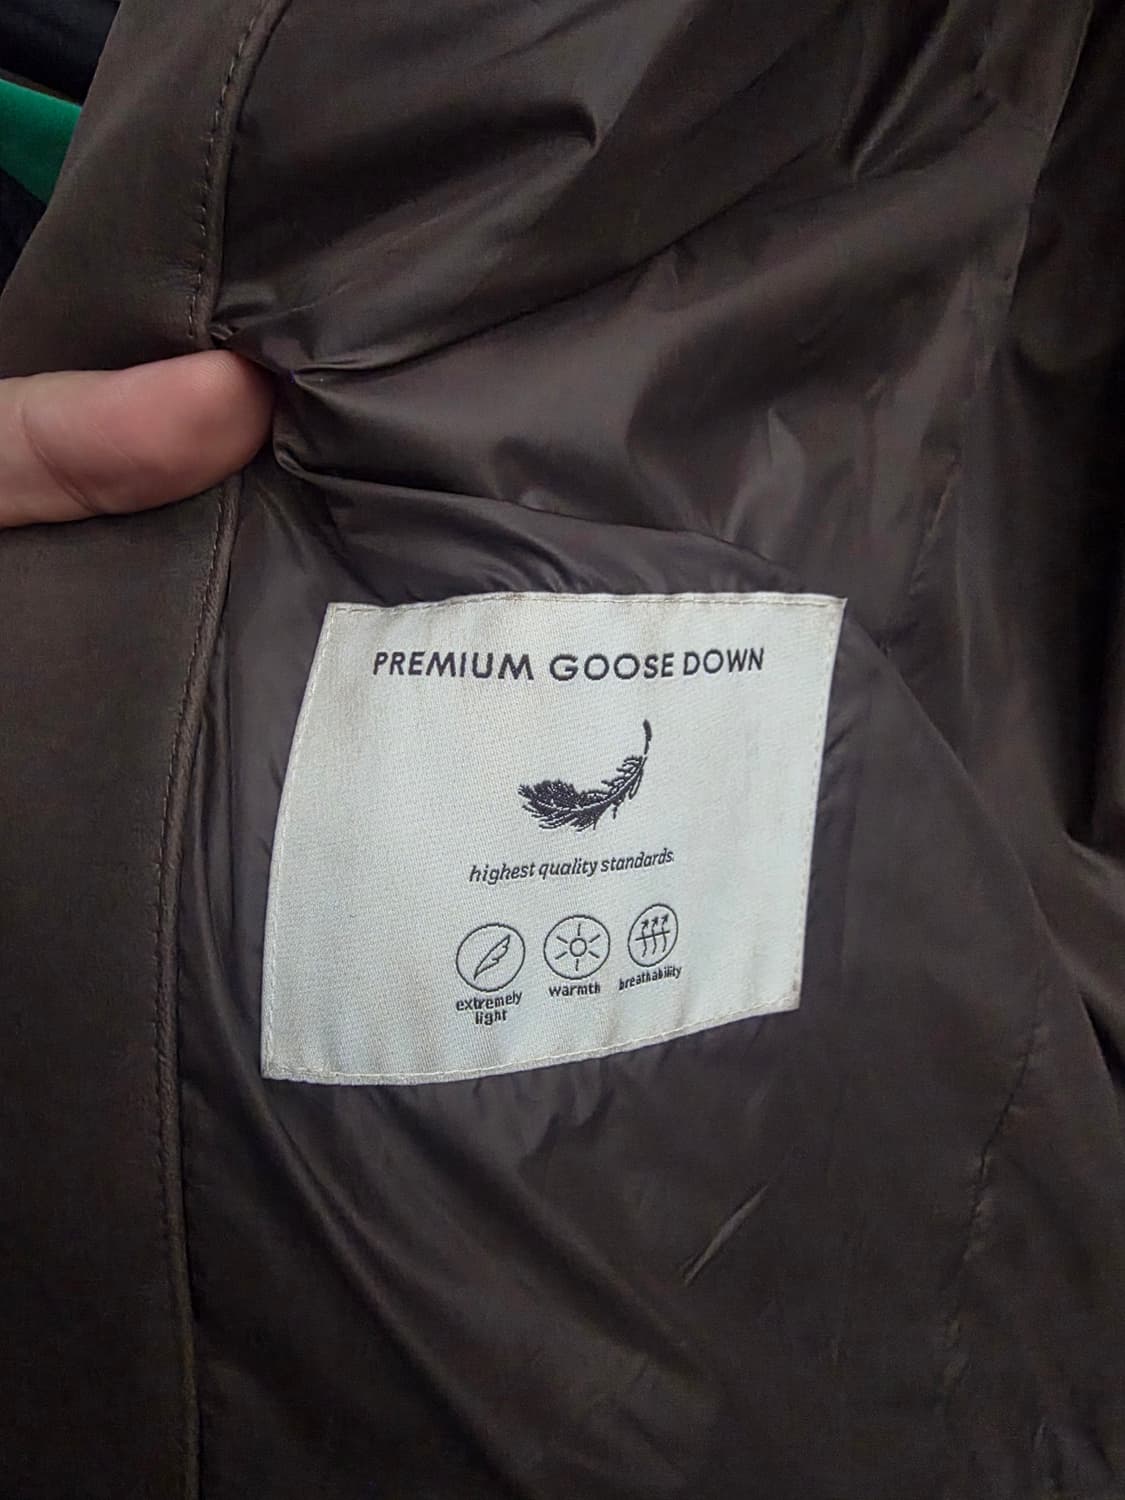 PREMIUM GOOSE DOWN
highest quality standards
extremely
light
warmth
breathability